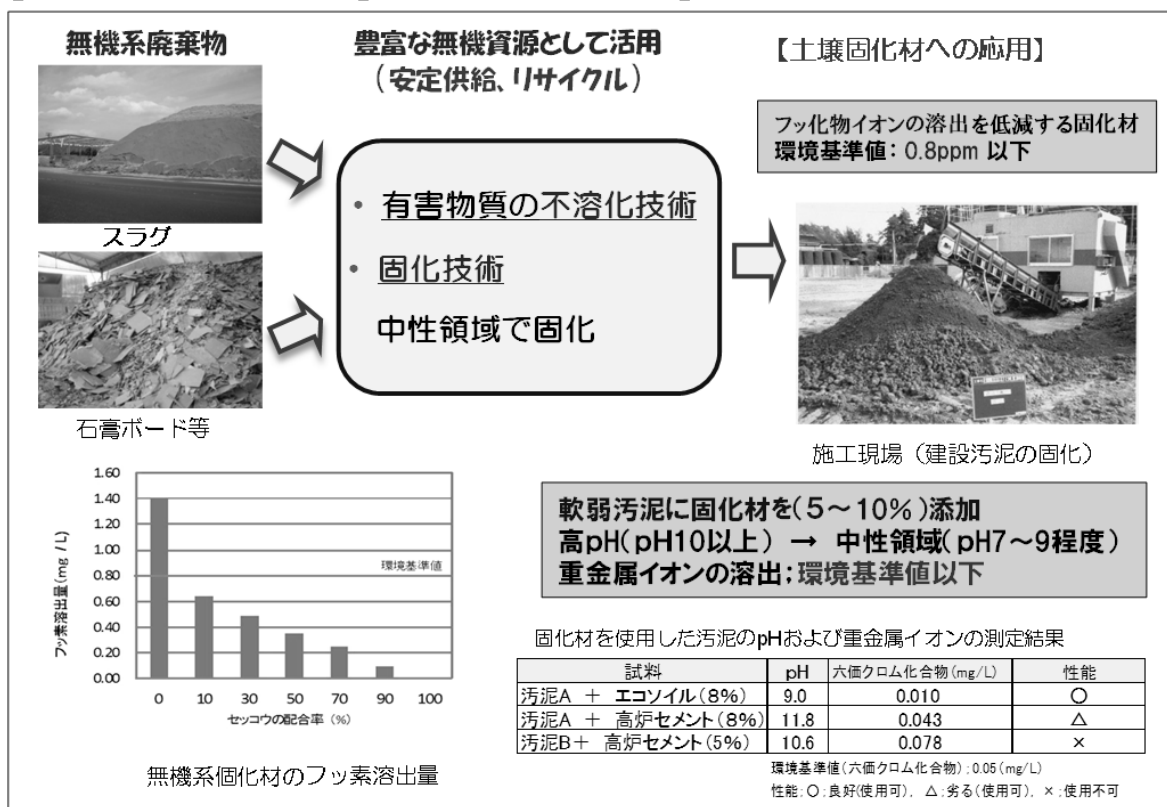 無機系廃棄物
豊富な無機資源として活用
（安定供給、リサイクル）
【土壌固化材への応用】
フッ化物イオンの溶出を低減する固化材
環境基準値：0.8ppm 以下
スラグ
石膏ボード等
・有害物質の不溶化技術
・固化技術
中性領域で固化
施工現場（建設汚泥の固化）
軟弱汚泥に固化材を(5～10%)添加
高pH(pH10以上) → 中性領域(pH7～9程度)
重金属イオンの溶出;環境基準値以下
フッ素溶出量(mg/L)
1.60
1.40
1.20
1.00
0.80
0.60
0.40
0.20
0.00
環境基準値
0 10 30 50 70 90 100
セッコウの配合率（%）
無機系個化材のフッ素溶出量
固化材を使用した汚泥のpHおよび重金属イオンの測定結果
試料 pH 六価クロム化合物(mg/L) 性能
汚泥A + エコソイル(8%) 9.0 0.010 ○
汚泥A + 高炉セメント(8%) 11.8 0.043 △
汚泥B+ 高炉セメント(5%) 10.6 0.078 ×
環境基準値(六価クロム化合物);0.05(mg/L)
性能;○;良好(使用可)、△;劣る(使用可)、×;使用不可